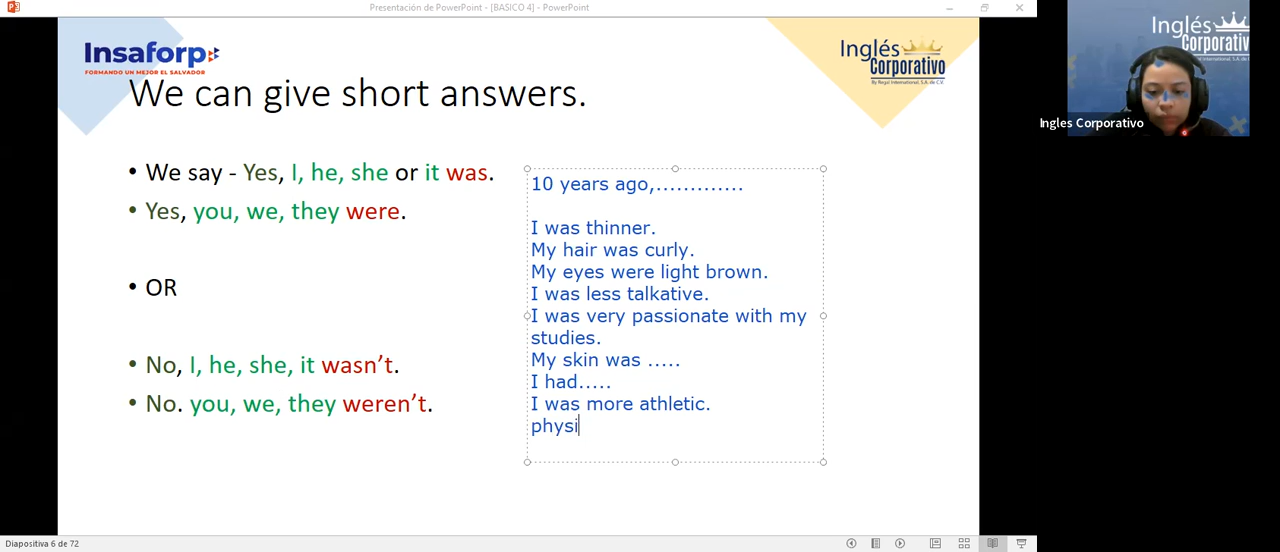 Presentación de PowerPoint - [BASICO 4] - PowerPoint
Insaforp
FORMANDO UN MEJOR EL SALVADOR
Inglés
Corporativo
By Regal International, S.A. de C.V.
We can give short answers.
• We say - Yes, I, he, she or it was.
• Yes, you, we, they were.
• OR
• No, I, he, she, it wasn't.
• No. you, we, they weren't.
10 years ago,.............
I was thinner.
My hair was curly.
My eyes were light brown.
I was less talkative.
I was very passionate with my
studies.
My skin was .....
I had.....
I was more athletic.
physi
Inglés
Corporativo
Ingles Corporativo
Diapositiva 6 de 72